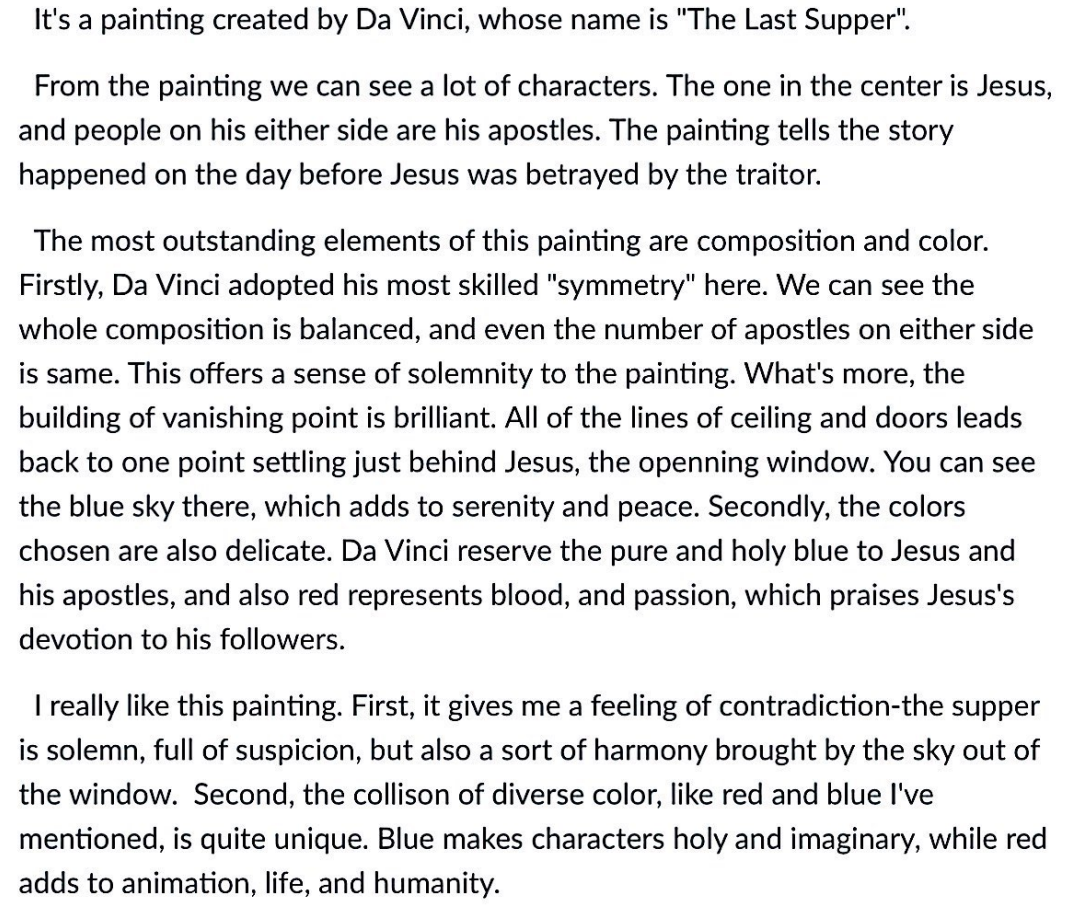 It's a painting created by Da Vinci, whose name is "The Last Supper".
From the painting we can see a lot of characters. The one in the center is Jesus,
and people on his either side are his apostles. The painting tells the story
happened on the day before Jesus was betrayed by the traitor.
The most outstanding elements of this painting are composition and color.
Firstly, Da Vinci adopted his most skilled "symmetry" here. We can see the
whole composition is balanced, and even the number of apostles on either side
is same. This offers a sense of solemnity to the painting. What's more, the
building of vanishing point is brilliant. All of the lines of ceiling and doors leads
back to one point settling just behind Jesus, the openning window. You can see
the blue sky there, which adds to serenity and peace. Secondly, the colors
chosen are also delicate. Da Vinci reserve the pure and holy blue to Jesus and
his apostles, and also red represents blood, and passion, which praises Jesus's
devotion to his followers.
I really like this painting. First, it gives me a feeling of contradiction-the supper
is solemn, full of suspicion, but also a sort of harmony brought by the sky out of
the window.  Second, the collison of diverse color, like red and blue I've
mentioned, is quite unique. Blue makes characters holy and imaginary, while red
adds to animation, life, and humanity.